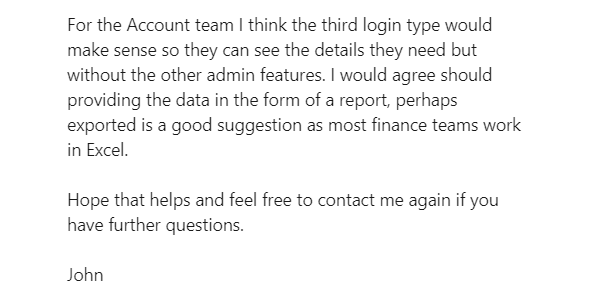 For the Account team I think the third login type would
make sense so they can see the details they need but
without the other admin features. I would agree should
providing the data in the form of a report, perhaps
exported is a good suggestion as most finance teams work
in Excel.
Hope that helps and feel free to contact me again if you
have further questions.
John